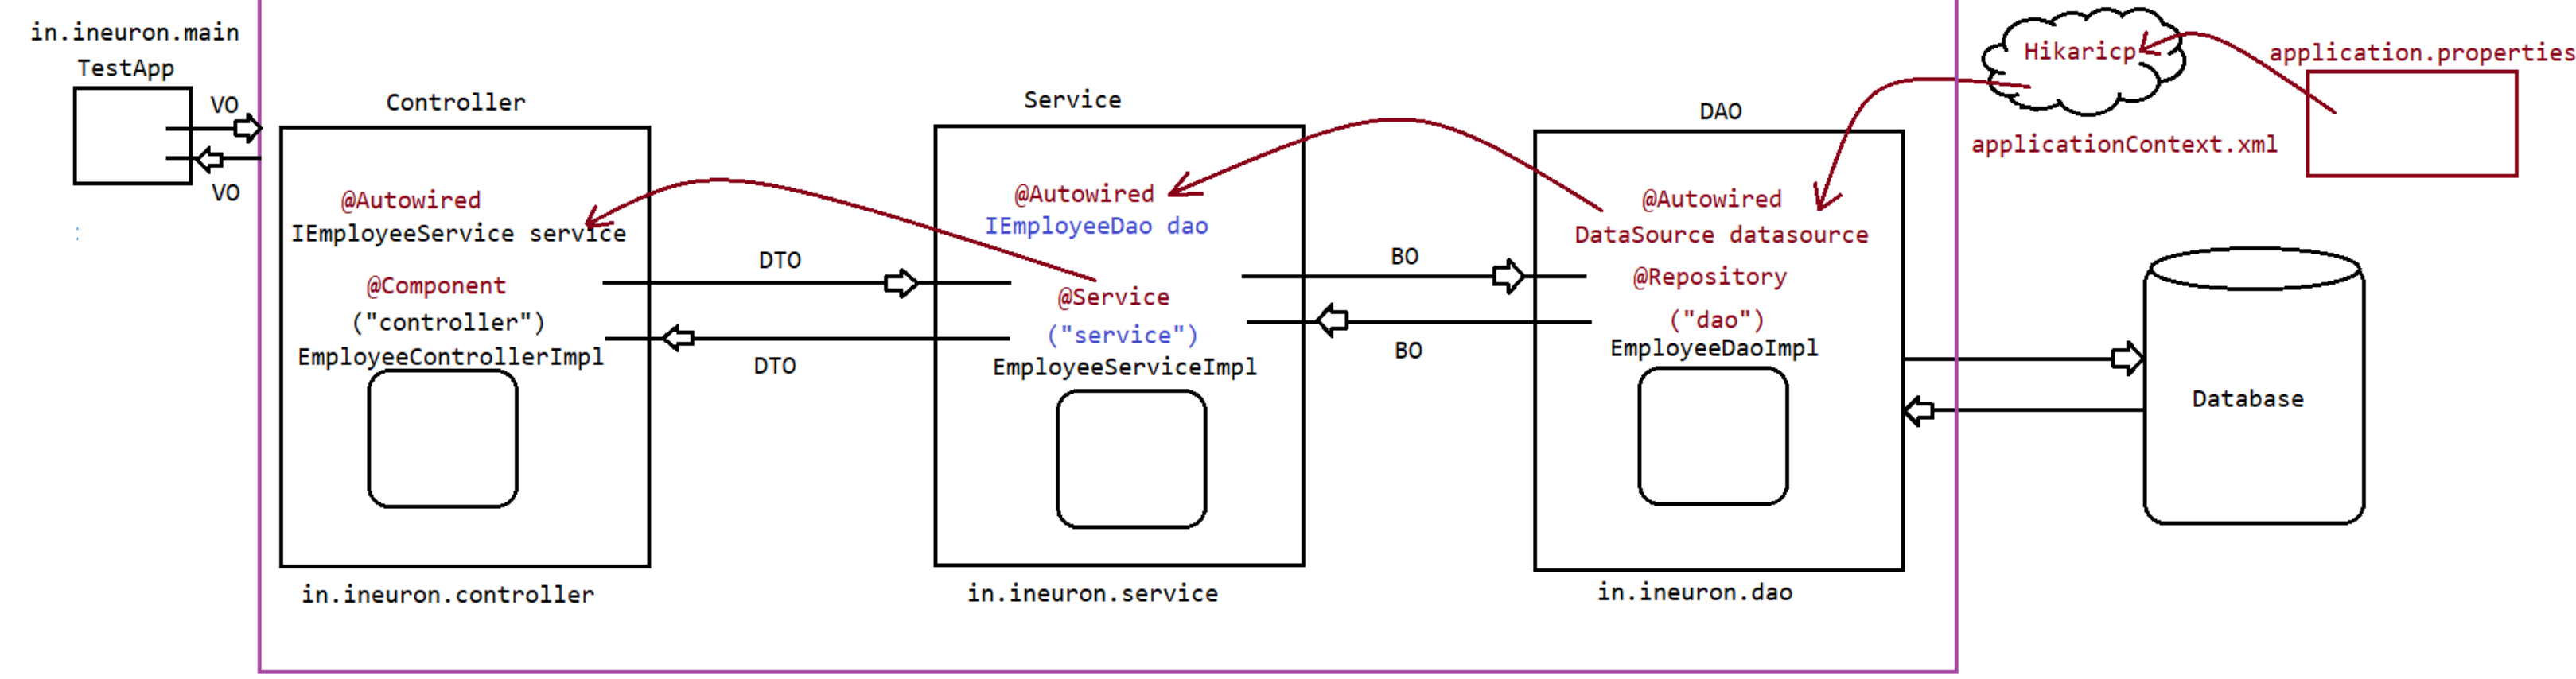 in.ineuron.main
TestApp
VO
VO
:
Controller
@Autowired
IEmployeeService service
@Component
("controller")
EmployeeControllerImpl
in.ineuron.controller
DTO
DTO
Service
@Autowired
IEmployeeDao dao
@Service
("service")
EmployeeServiceImpl
in.ineuron.service
BO
BO
DAO
@Autowired
DataSource datasource
@Repository
("dao")
EmployeeDaoImpl
in.ineuron.dao
Hikaricp
applicationContext.xml
application.properties
Database